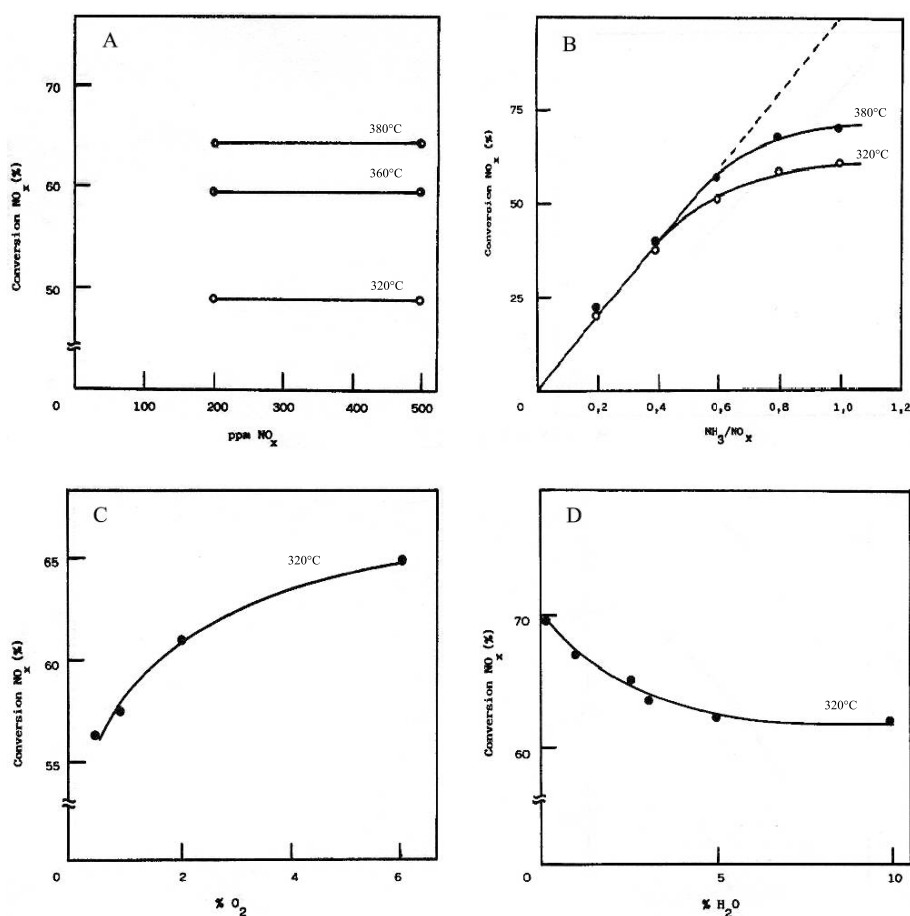 A
Conversion NOx (%)
70
60
50
0
380°C
360°C
320°C
100 200 300 400 500
ppm NOx
B
Conversion NOx (%)
75
50
25
0
380°C
320°C
0,2 0,4 0,6 0,8 1,0 1,2
NH3/NOx
C
Conversion NOx (%)
65
60
55
320°C
0 2 4 6
% O2
D
Conversion NOx (%)
70
60
320°C
0 5 10
% H2O